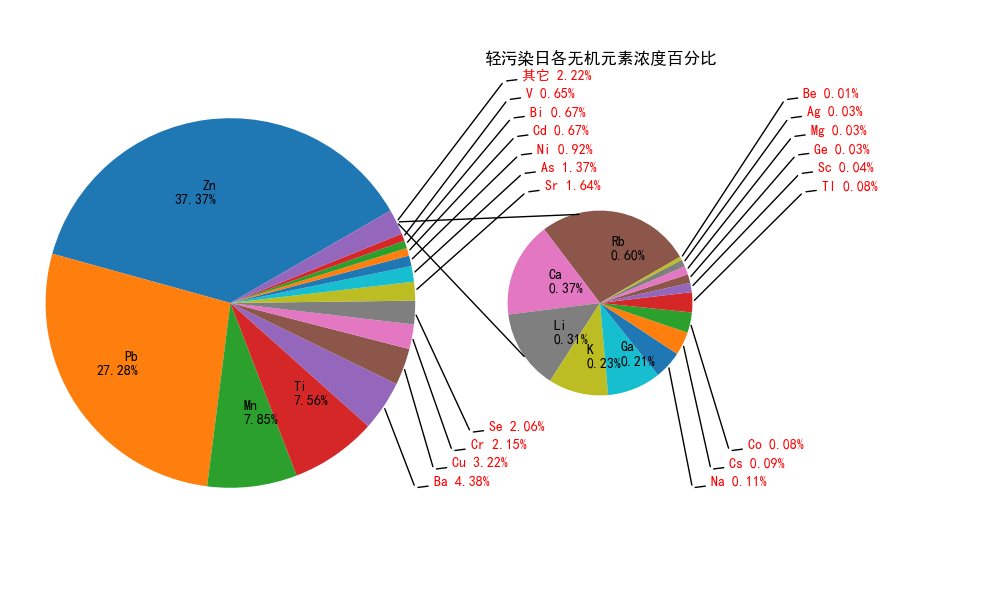 轻污染日各无机元素浓度百分比
其它 2.22%
V 0.65%
Bi 0.67%
Cd 0.67%
Ni 0.92%
As 1.37%
Sr 1.64%
Be 0.01%
Ag 0.03%
Mg 0.03%
Ge 0.03%
Sc 0.04%
Tl 0.08%
Zn
37.37%
Pb
27.28%
Mn
7.85%
Ti
7.56%
Rb
0.60%
Ca
0.37%
Li
0.31%
K
0.23%
Ga
0.21%
Se 2.06%
Cr 2.15%
Cu 3.22%
Ba 4.38%
Co 0.08%
Cs 0.09%
Na 0.11%